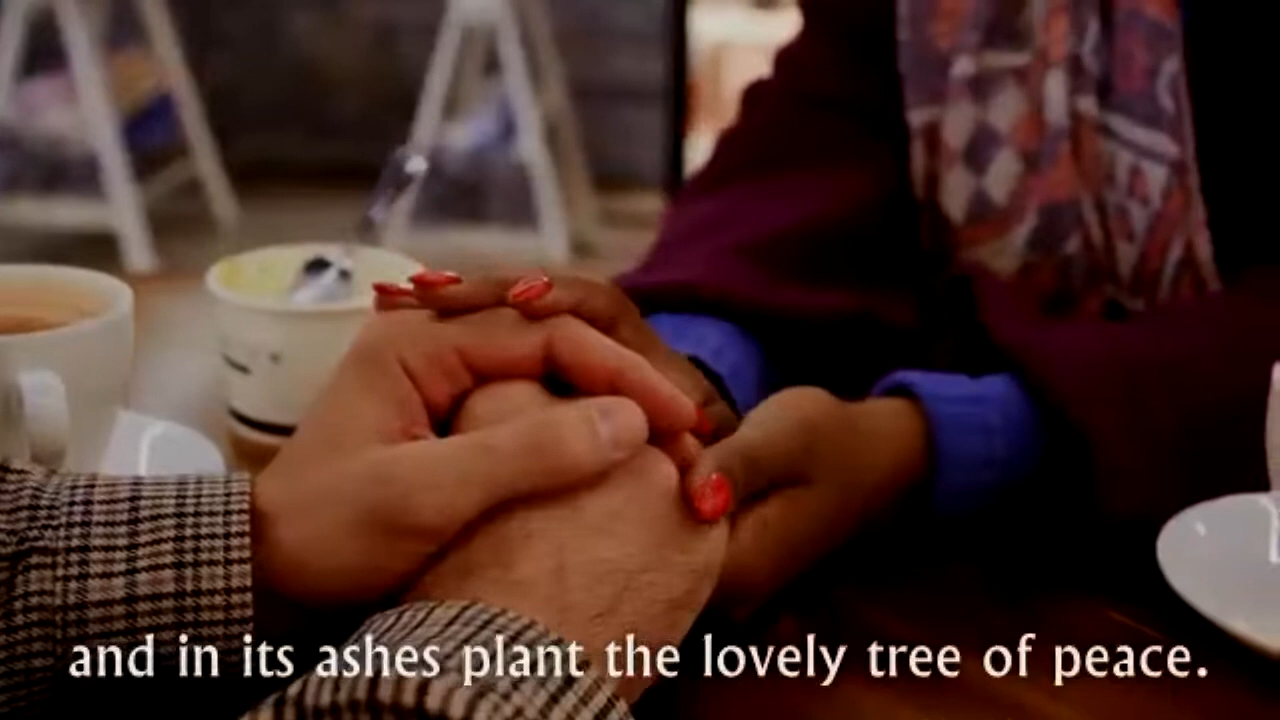 and in its ashes plant the lovely tree of peace.